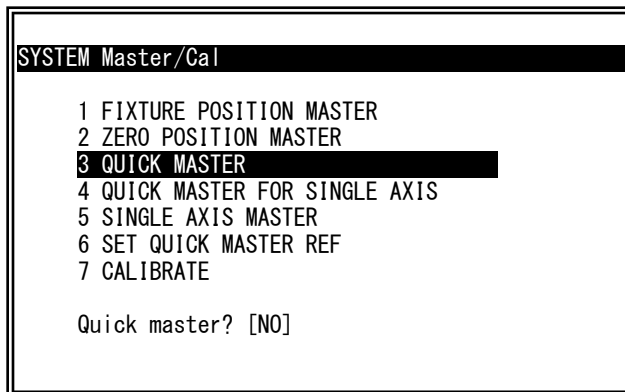 SYSTEM Master/Cal
1 FIXTURE POSITION MASTER
2 ZERO POSITION MASTER
3 QUICK MASTER
4 QUICK MASTER FOR SINGLE AXIS
5 SINGLE AXIS MASTER
6 SET QUICK MASTER REF
7 CALIBRATE
Quick master? [NO]